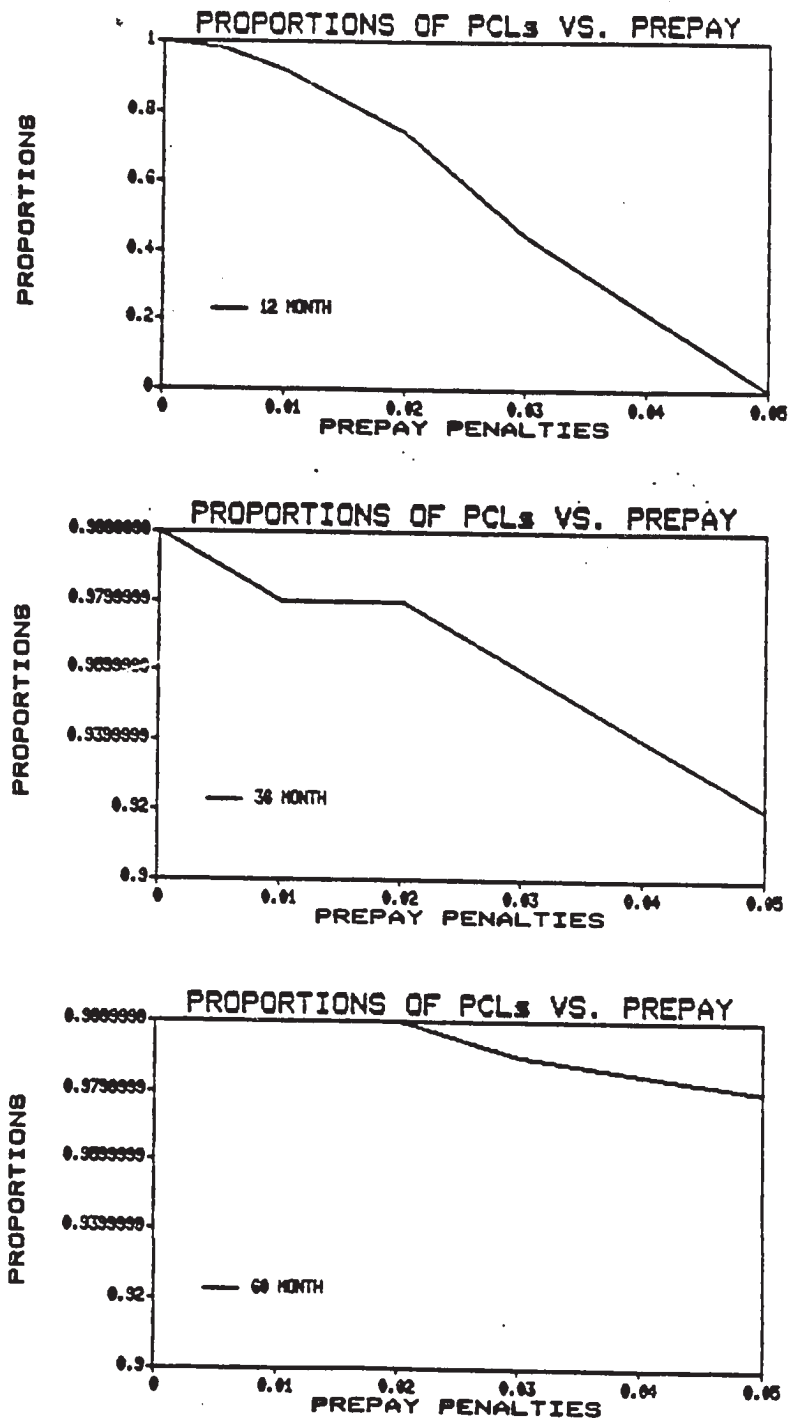 PROPORTIONS OF PCLs VS. PREPAY
PROPORTIONS
1
0.8
0.6
0.4
0.2
0
12 MONTH
0 0.01 0.02 0.03 0.04 0.05
PREPAY PENALTIES
PROPORTIONS OF PCLs VS. PREPAY
PROPORTIONS
0.9799999
0.9399999
0.92
0.9
36 MONTH
0 0.01 0.02 0.03 0.04 0.05
PREPAY PENALTIES
PROPORTIONS OF PCLs VS. PREPAY
PROPORTIONS
0.92
0.9
60 MONTH
0 0.01 0.02 0.03 0.04 0.05
PREPAY PENALTIES